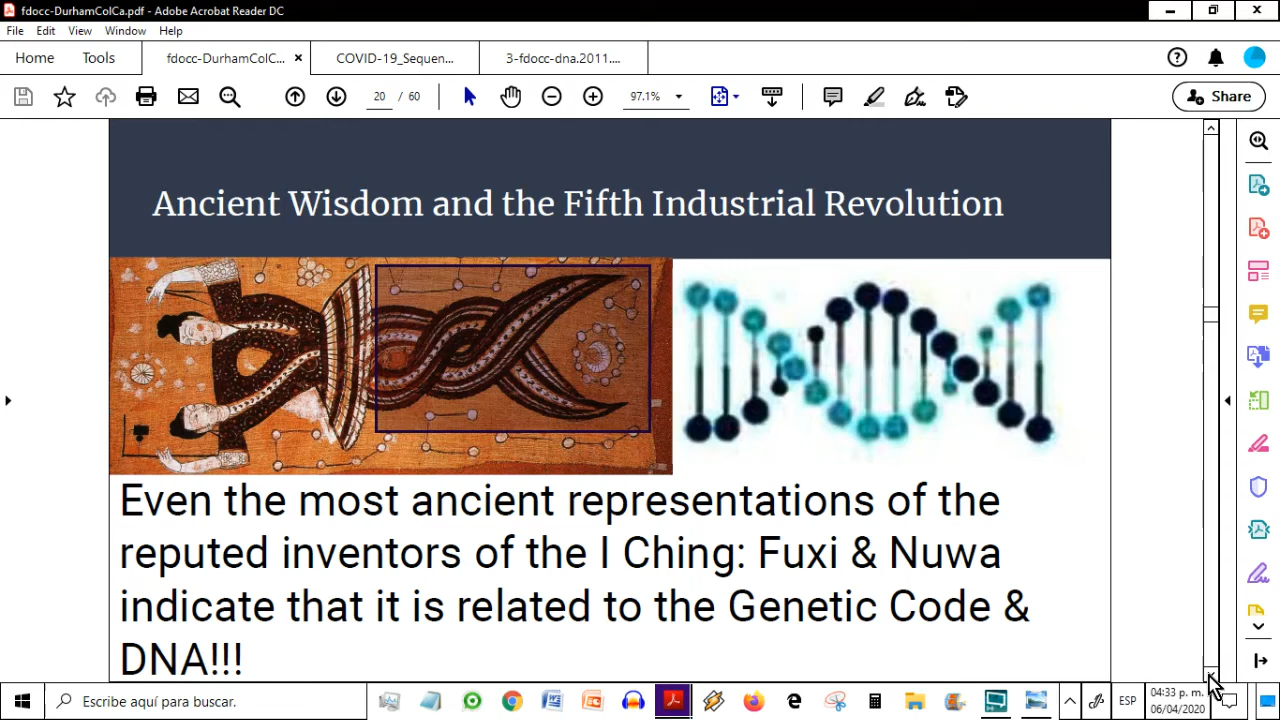 fdocc-DurhamColCa.pdf - Adobe Acrobat Reader DC
File Edit View Window Help
Home Tools fdocc-DurhamColC... × COVID-19_Sequen... 3-fdocc-dna.2011....
20 / 60 97.1% Share
Ancient Wisdom and the Fifth Industrial Revolution
Even the most ancient representations of the
reputed inventors of the I Ching: Fuxi & Nuwa
indicate that it is related to the Genetic Code &
DNA!!!
Escribe aquí para buscar.
ESP
04:33 p. m.
06/04/2020